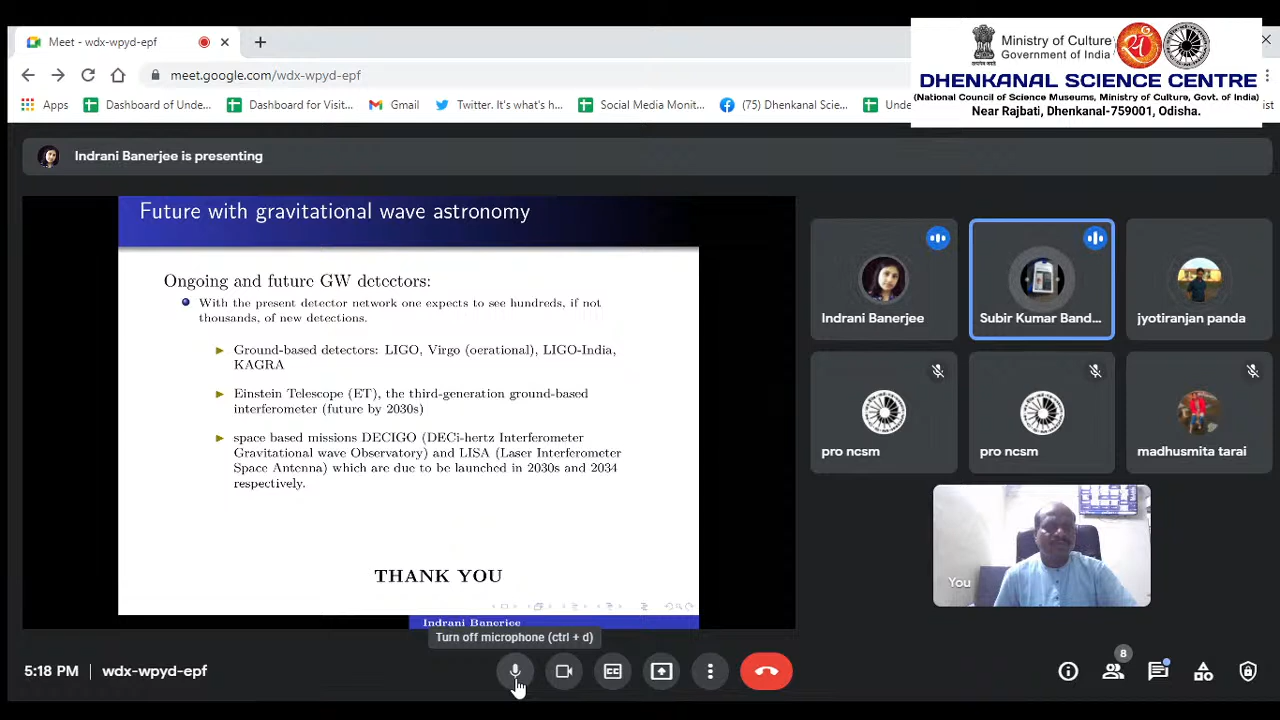 Meet - wdx-wpyd-epf
meet.google.com/wdx-wpyd-epf
Apps
Dashboard of Unde...
Dashboard for Visit...
Gmail
Twitter. It's what's h...
Social Media Monit...
(75) Dhenkanal Scie...
Ministry of Culture
Government of India
DHENKANAL SCIENCE CENTRE
(National Council of Science Museums, Ministry of Culture, Govt. of India)
Near Rajbati, Dhenkanal-759001, Odisha.
Indrani Banerjee is presenting
Future with gravitational wave astronomy
Ongoing and future GW detectors:
With the present detector network one expects to see hundreds, if not
thousands, of new detections.
Ground-based detectors: LIGO, Virgo (oerational), LIGO-India,
KAGRA
Einstein Telescope (ET), the third-generation ground-based
interferometer (future by 2030s)
space based missions DECIGO (DECi-hertz Interferometer
Gravitational wave Observatory) and LISA (Laser Interferometer
Space Antenna) which are due to be launched in 2030s and 2034
respectively.
THANK YOU
Indrani Banerjee
Indrani Banerjee
Subir Kumar Band...
jyotiranjan panda
pro ncsm
pro ncsm
madhusmita tarai
You
Turn off microphone (ctrl + d)
5:18 PM
wdx-wpyd-epf
CC
8